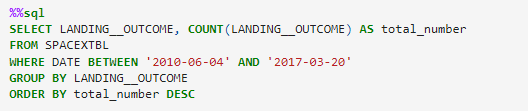 %%sql
SELECT LANDING__OUTCOME, COUNT(LANDING__OUTCOME) AS total_number
FROM SPACEXTBL
WHERE DATE BETWEEN '2010-06-04' AND '2017-03-20'
GROUP BY LANDING__OUTCOME
ORDER BY total_number DESC